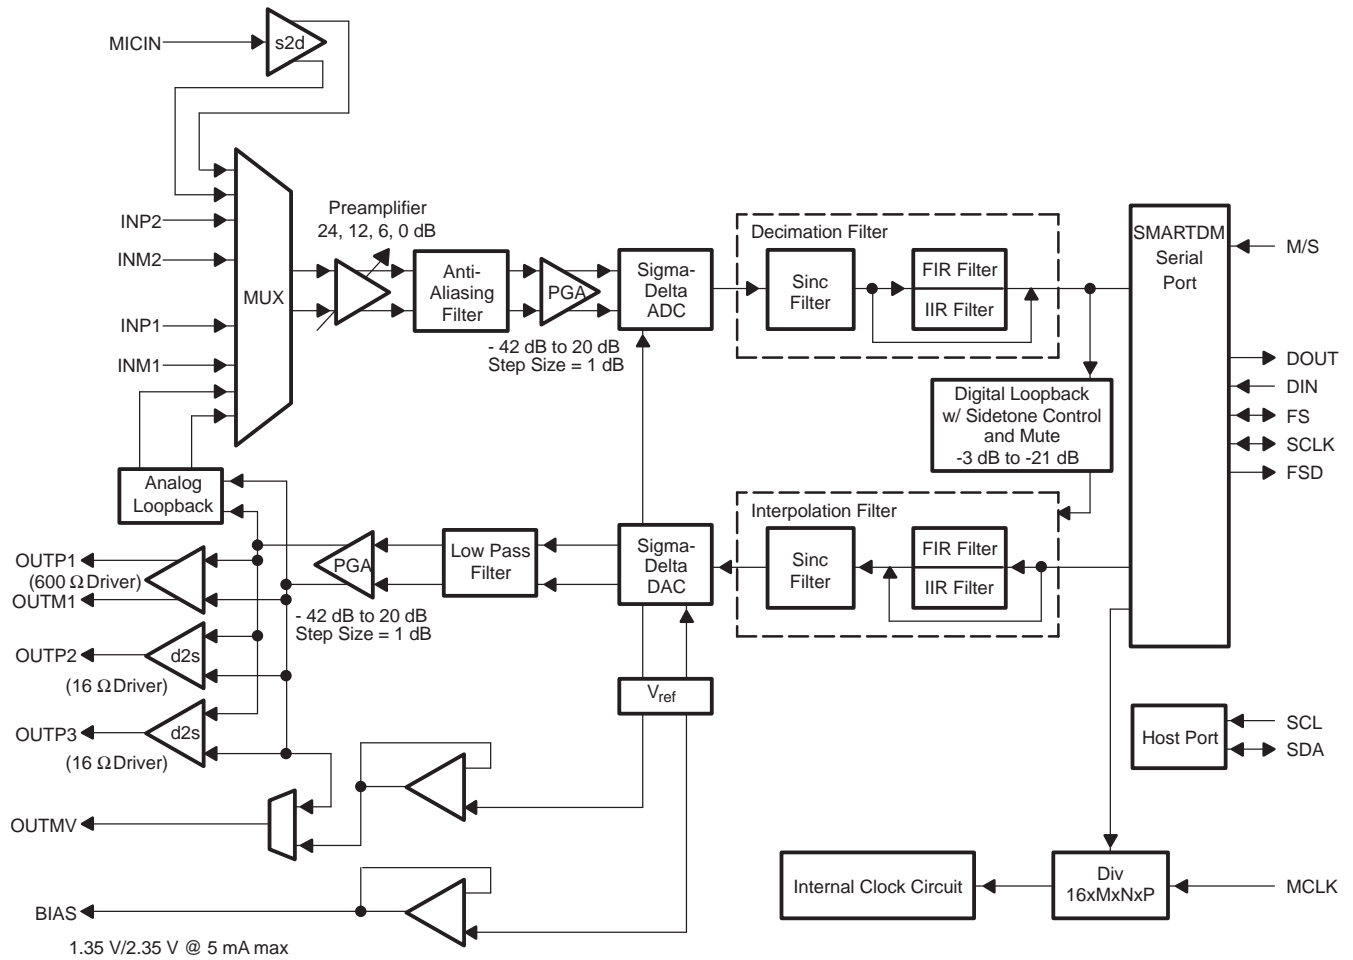 MICIN
s2d
INP2
INM2
INP1
INM1
MUX
Preamplifier
24, 12, 6, 0 dB
Anti-
Aliasing
Filter
PGA
- 42 dB to 20 dB
Step Size = 1 dB
Sigma-
Delta
ADC
Decimation Filter
Sinc
Filter
FIR Filter
IIR Filter
SMARTDM
Serial
Port
M/S
DOUT
DIN
FS
SCLK
FSD
Digital Loopback
w/ Sidetone Control
and Mute
-3 dB to -21 dB
Analog
Loopback
OUTP1
(600 Ω Driver)
OUTM1
PGA
- 42 dB to 20 dB
Step Size = 1 dB
Low Pass
Filter
Sigma-
Delta
DAC
Interpolation Filter
Sinc
Filter
FIR Filter
IIR Filter
OUTP2
d2s
(16 Ω Driver)
OUTP3
d2s
(16 Ω Driver)
Vref
Host Port
SCL
SDA
OUTMV
Internal Clock Circuit
Div
16xMxNxP
MCLK
BIAS
1.35 V/2.35 V @ 5 mA max